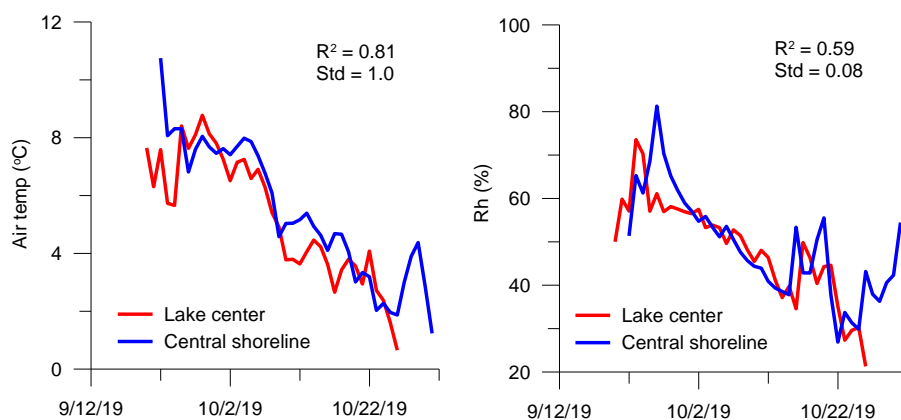 12
8
4
0
Air temp (°C)
R² = 0.81
Std = 1.0
Lake center
Central shoreline
9/12/19
10/2/19
10/22/19
100
80
60
40
20
Rh (%)
R² = 0.59
Std = 0.08
Lake center
Central shoreline
9/12/19
10/2/19
10/22/19